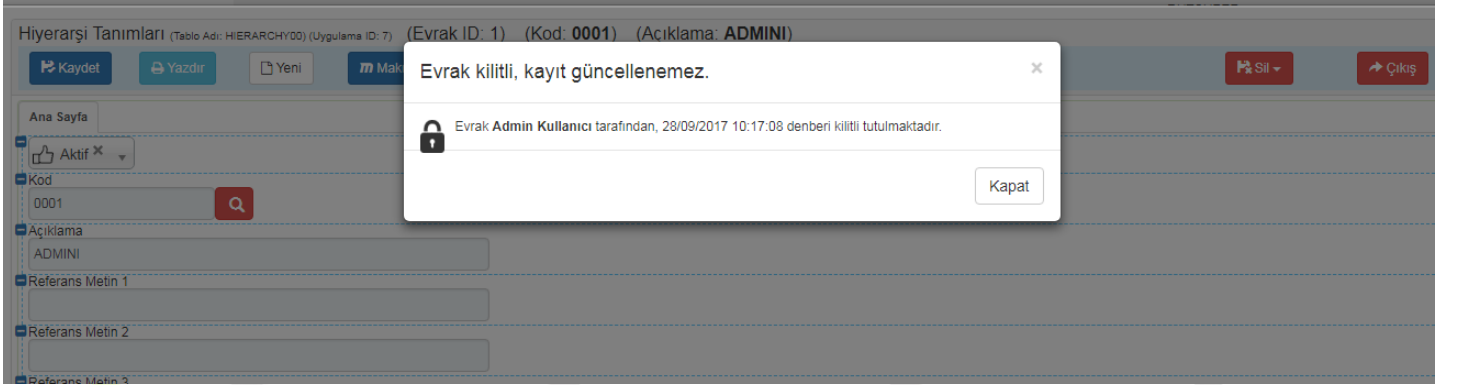 Hiyerarşi Tanımları (Tablo Adı: HIERARCHY00) (Uygulama ID: 7) (Evrak ID: 1) (Kod: 0001) (Açıklama: ADMINI)
Kaydet Yazdır Yeni m Mak Sil Çıkış
Evrak kilitli, kayıt güncellenemez. ×
Evrak Admin Kullanıcı tarafından, 28/09/2017 10:17:08 denberi kilitli tutulmaktadır.
Kapat
Ana Sayfa
Aktif ×
Kod
0001
Açıklama
ADMINI
Referans Metin 1
Referans Metin 2
Referans Metin 3